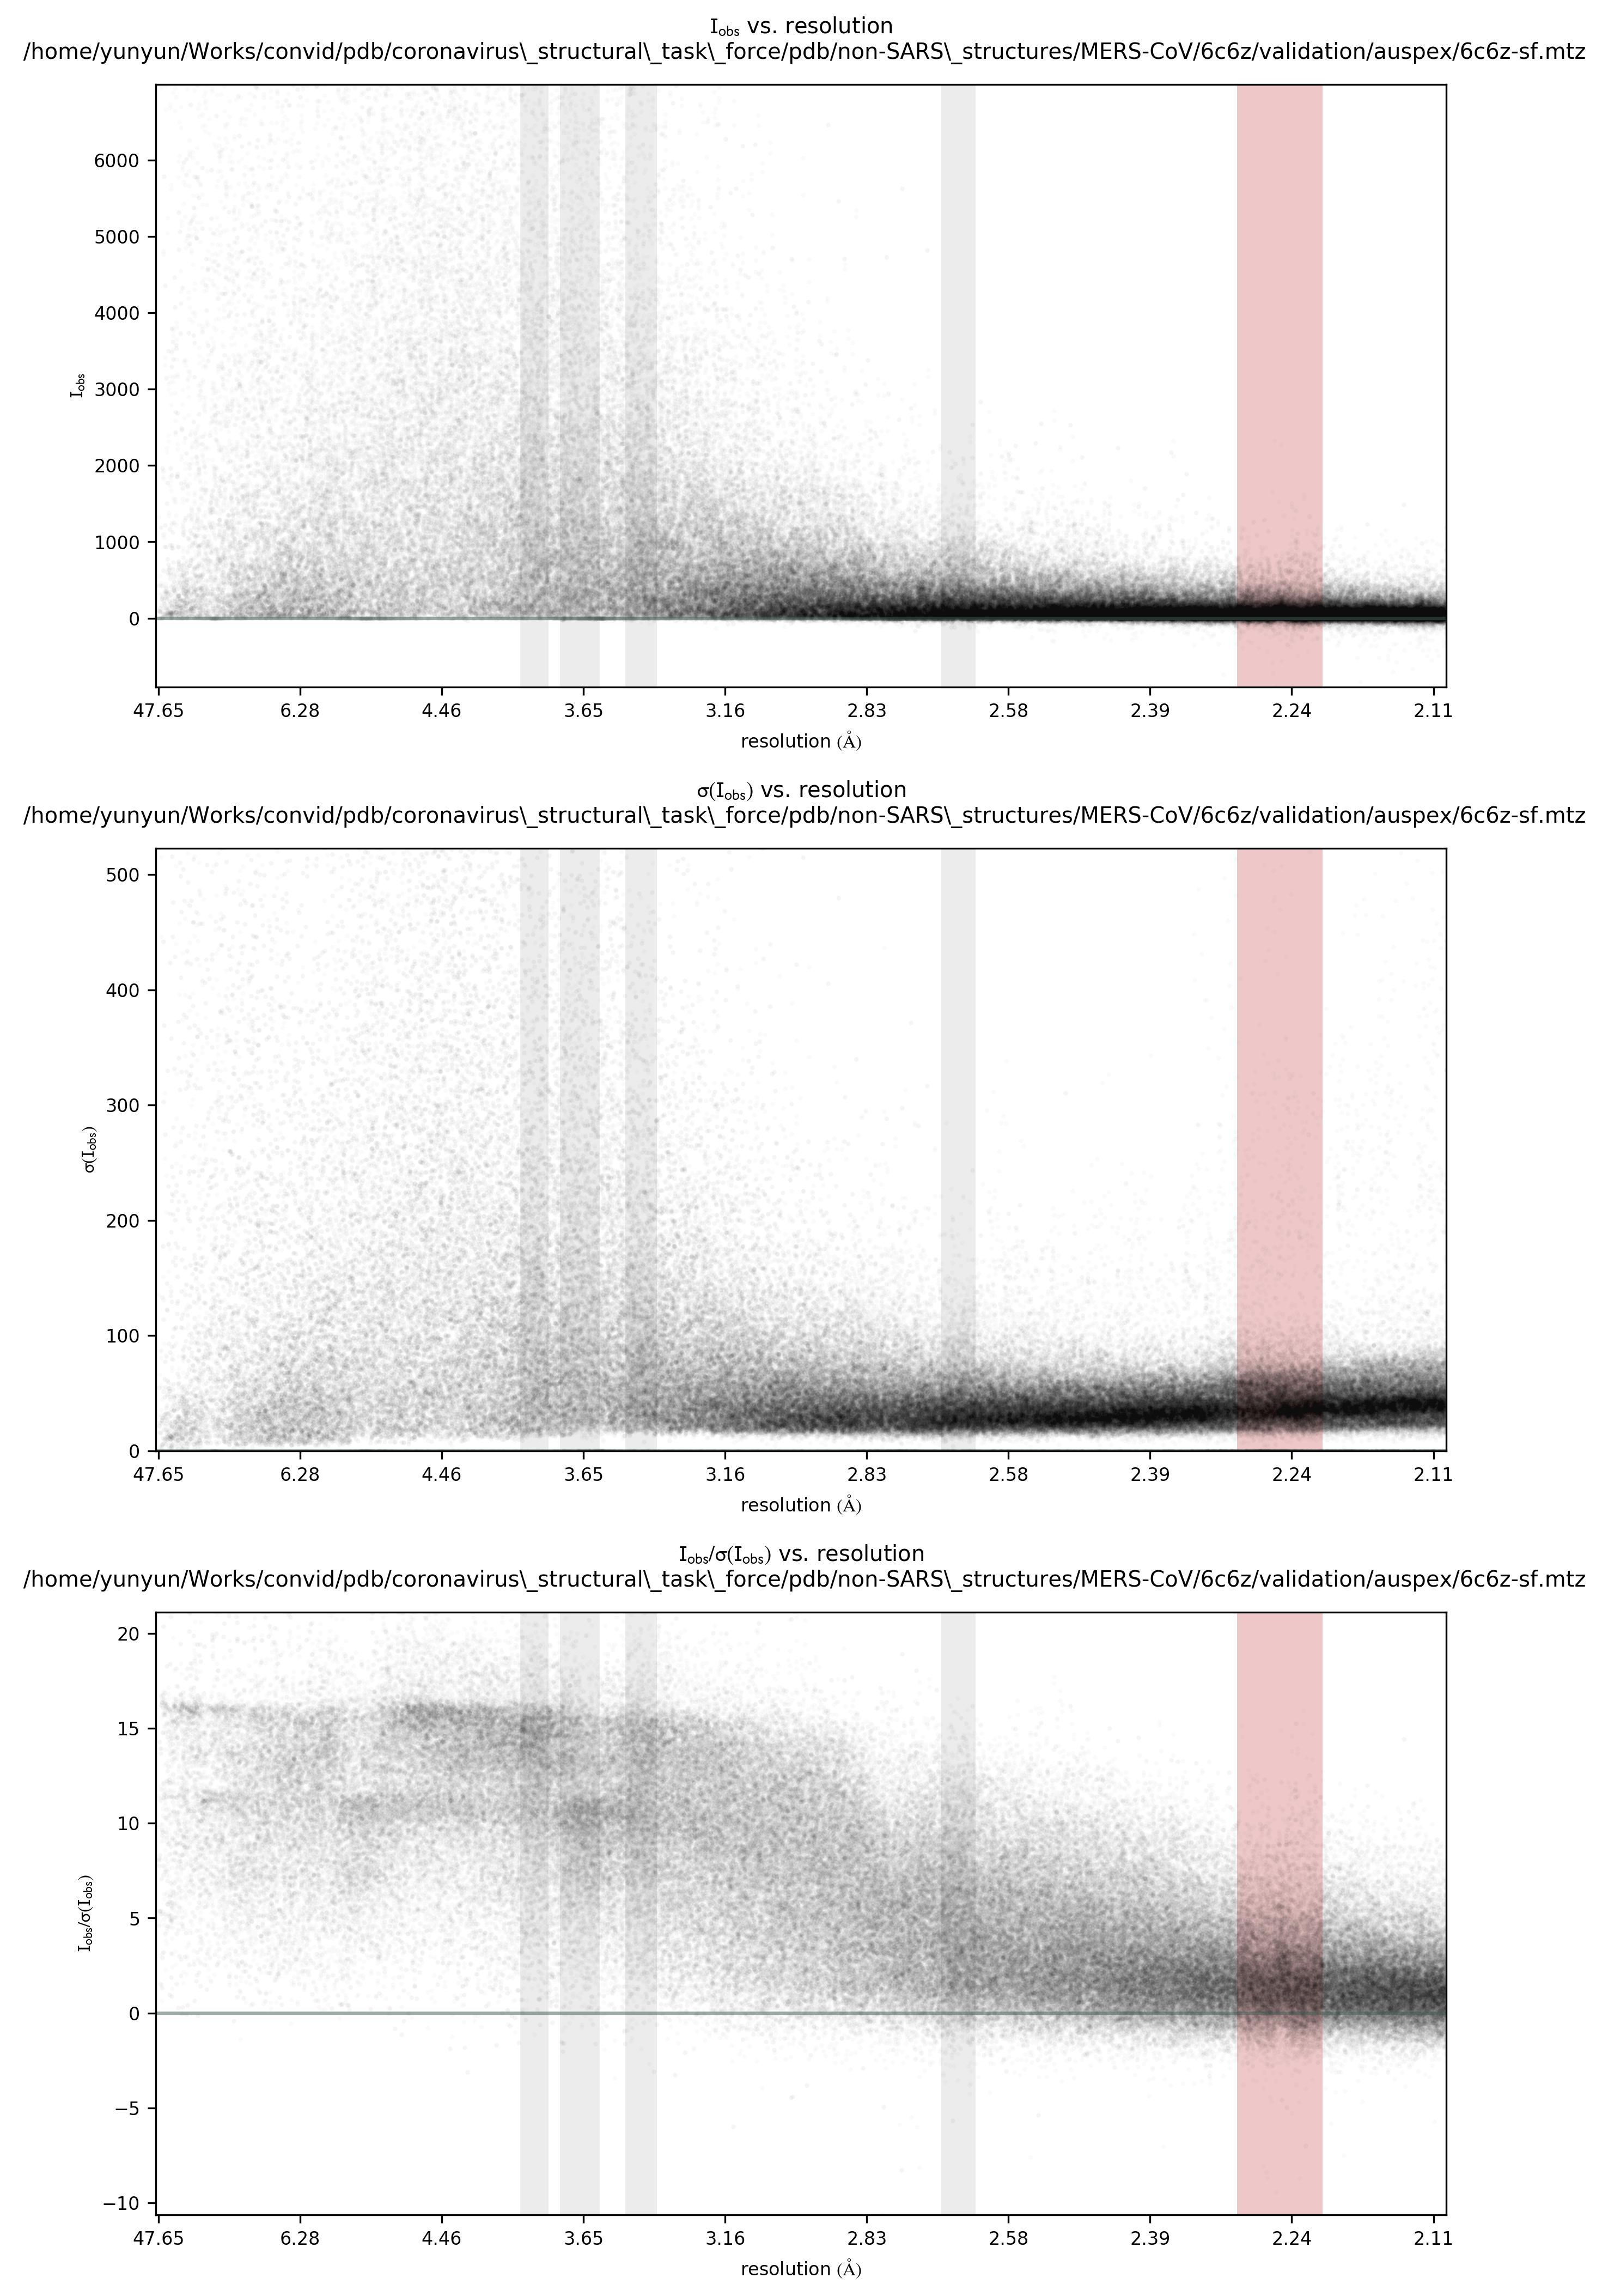 Iobs vs. resolution
/home/yunyun/Works/convid/pdb/coronavirus\_structural\_task\_force/pdb/non-SARS\_structures/MERS-CoV/6c6z/validation/auspex/6c6z-sf.mtz
6000
5000
4000
3000
2000
1000
0
Iobs
47.65 6.28 4.46 3.65 3.16 2.83 2.58 2.39 2.24 2.11
resolution (Å)
σ(Iobs) vs. resolution
/home/yunyun/Works/convid/pdb/coronavirus\_structural\_task\_force/pdb/non-SARS\_structures/MERS-CoV/6c6z/validation/auspex/6c6z-sf.mtz
500
400
300
200
100
0
σ(Iobs)
47.65 6.28 4.46 3.65 3.16 2.83 2.58 2.39 2.24 2.11
resolution (Å)
Iobs/σ(Iobs) vs. resolution
/home/yunyun/Works/convid/pdb/coronavirus\_structural\_task\_force/pdb/non-SARS\_structures/MERS-CoV/6c6z/validation/auspex/6c6z-sf.mtz
20
15
10
5
0
−5
−10
Iobs/σ(Iobs)
47.65 6.28 4.46 3.65 3.16 2.83 2.58 2.39 2.24 2.11
resolution (Å)